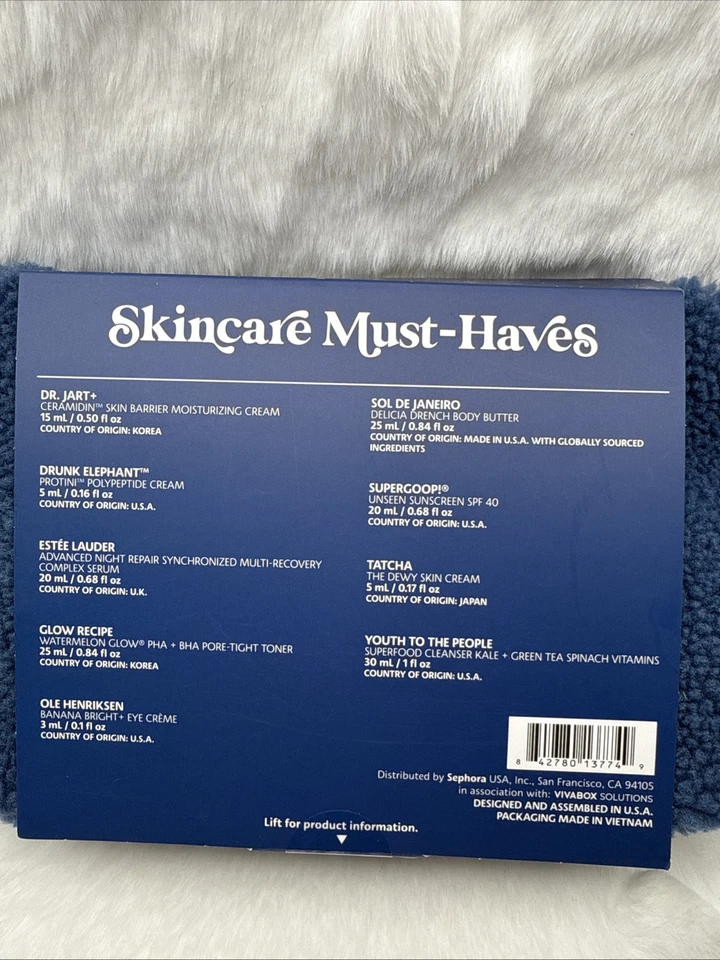 Skincare Must-Haves
DR. JART+
CERAMIDIN™ SKIN BARRIER MOISTURIZING CREAM
15 mL / 0.50 fl oz
COUNTRY OF ORIGIN: KOREA
DRUNK ELEPHANT™
PROTINI™ POLYPEPTIDE CREAM
5 mL / 0.16 fl oz
COUNTRY OF ORIGIN: U.S.A.
ESTÉE LAUDER
ADVANCED NIGHT REPAIR SYNCHRONIZED MULTI-RECOVERY
COMPLEX SERUM
20 mL / 0.68 fl oz
COUNTRY OF ORIGIN: U.K.
GLOW RECIPE
WATERMELON GLOW® PHA + BHA PORE-TIGHT TONER
25 mL / 0.84 fl oz
COUNTRY OF ORIGIN: KOREA
OLE HENRIKSEN
BANANA BRIGHT+ EYE CRÈME
3 mL / 0.1 fl oz
COUNTRY OF ORIGIN: U.S.A.
SOL DE JANEIRO
DELICIA DRENCH BODY BUTTER
25 mL / 0.84 fl oz
COUNTRY OF ORIGIN: MADE IN U.S.A. WITH GLOBALLY SOURCED
INGREDIENTS
SUPERGOOP!®
UNSEEN SUNSCREEN SPF 40
20 mL / 0.68 fl oz
COUNTRY OF ORIGIN: U.S.A.
TATCHA
THE DEWY SKIN CREAM
5 mL / 0.17 fl oz
COUNTRY OF ORIGIN: JAPAN
YOUTH TO THE PEOPLE
SUPERFOOD CLEANSER KALE + GREEN TEA SPINACH VITAMINS
30 mL / 1 fl oz
COUNTRY OF ORIGIN: U.S.A.
8 42780 13774 9
Distributed by Sephora USA, Inc., San Francisco, CA 94105
in association with: VIVABOX SOLUTIONS
DESIGNED AND ASSEMBLED IN U.S.A.
PACKAGING MADE IN VIETNAM
Lift for product information.